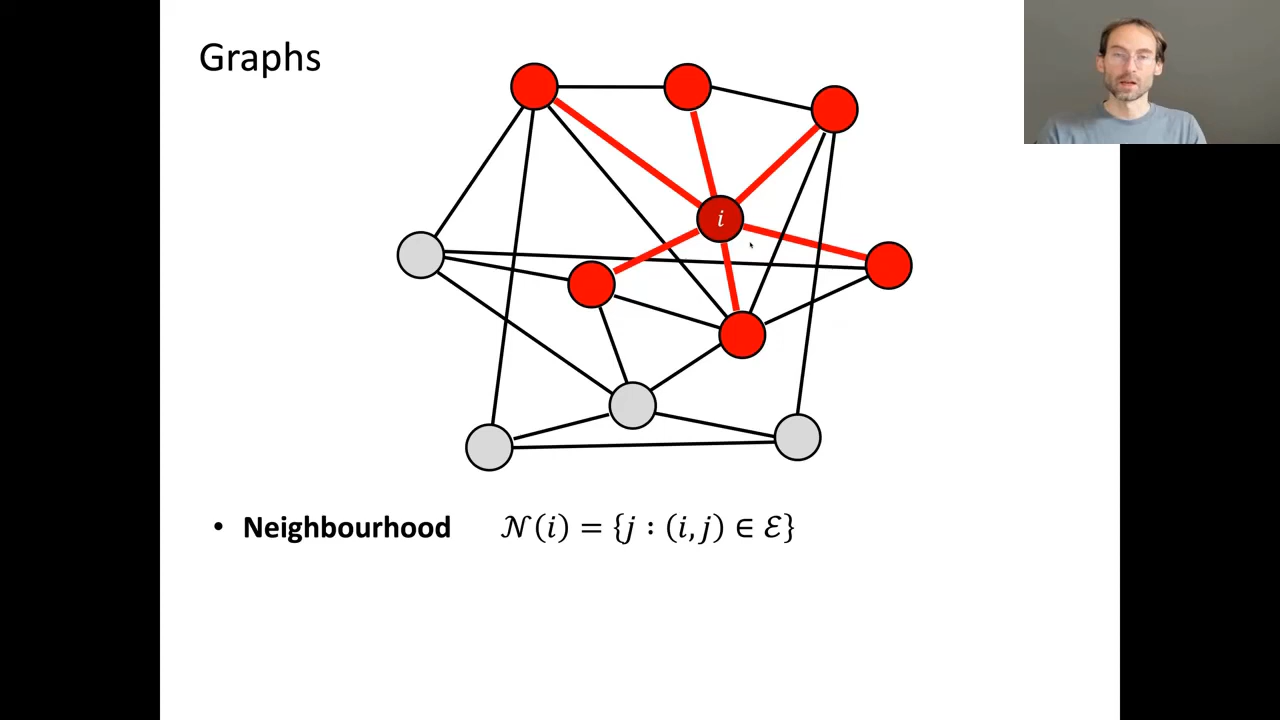 Graphs
i
• Neighbourhood 𝒩(i) = {j : (i, j) ∈ ℰ}